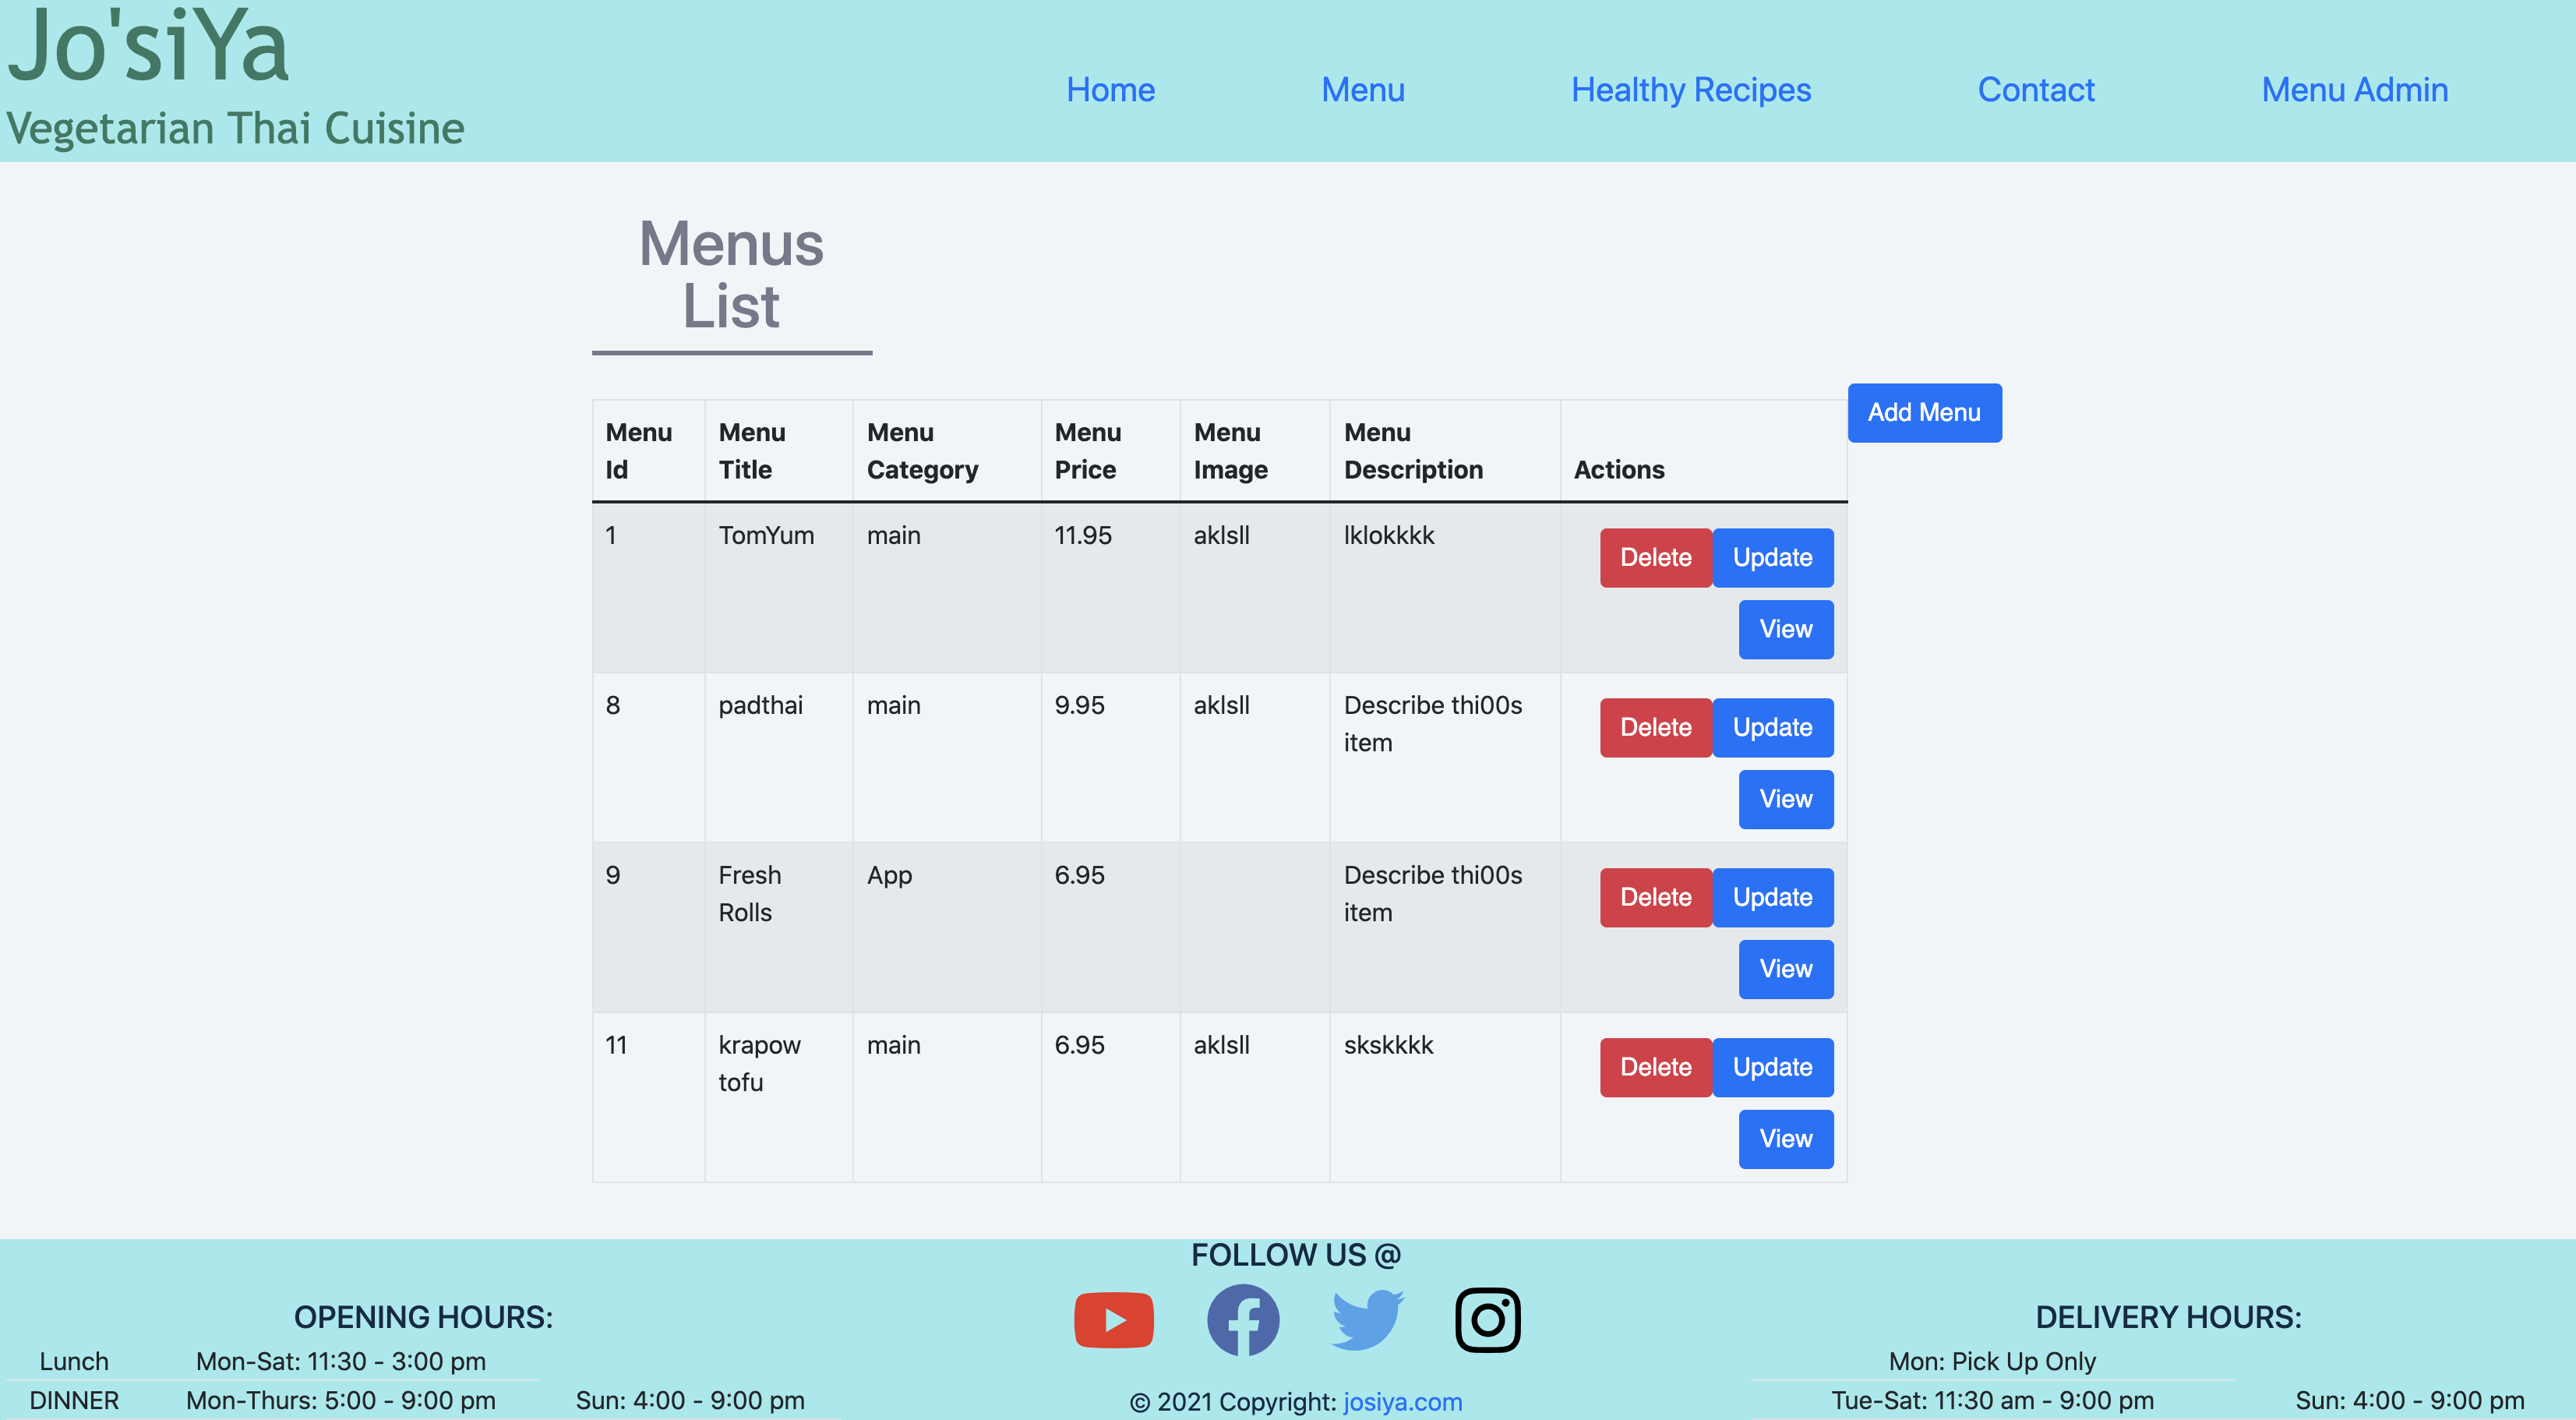 Jo'siYa
Vegetarian Thai Cuisine
Home Menu Healthy Recipes Contact Menu Admin
Menus
List
Add Menu
Menu Id Menu Title Menu Category Menu Price Menu Image Menu Description Actions
1 TomYum main 11.95 aklsll lklokkkk Delete Update
View
8 padthai main 9.95 aklsll Describe thi00s item Delete Update
View
9 Fresh Rolls App 6.95 Describe thi00s item Delete Update
View
11 krapow tofu main 6.95 aklsll skskkkk Delete Update
View
FOLLOW US @
OPENING HOURS:
Lunch Mon-Sat: 11:30 - 3:00 pm
DINNER Mon-Thurs: 5:00 - 9:00 pm Sun: 4:00 - 9:00 pm
© 2021 Copyright: josiya.com
DELIVERY HOURS:
Mon: Pick Up Only
Tue-Sat: 11:30 am - 9:00 pm Sun: 4:00 - 9:00 pm